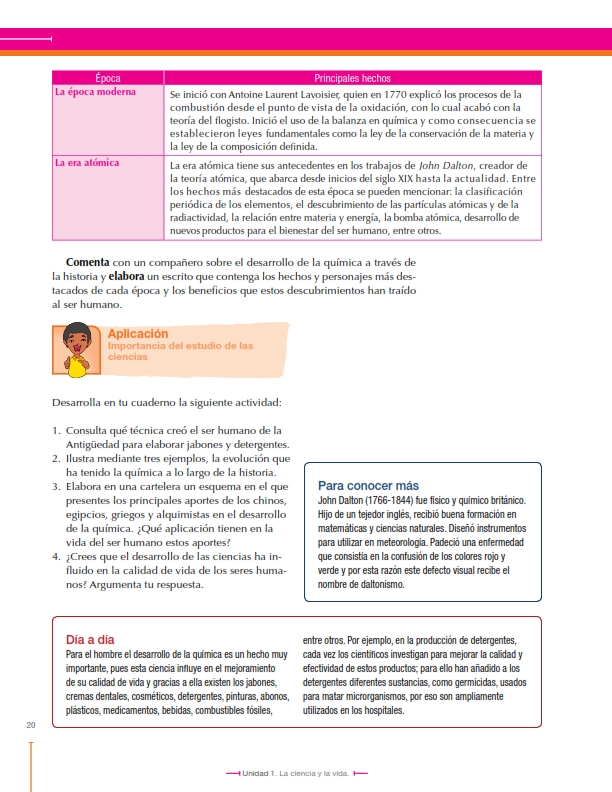 Época
Principales hechos
La época moderna
Se inició con Antoine Laurent Lavoisier, quien en 1770 explicó los procesos de la
combustión desde el punto de vista de la oxidación, con lo cual acabó con la
teoría del flogisto. Inició el uso de la balanza en química y como consecuencia se
establecieron leyes fundamentales como la ley de la conservación de la materia y
la ley de la composición definida.
La era atómica
La era atómica tiene sus antecedentes en los trabajos de John Dalton, creador de
la teoría atómica, que abarca desde inicios del siglo XIX hasta la actualidad. Entre
los hechos más destacados de esta época se pueden mencionar: la clasificación
periódica de los elementos, el descubrimiento de las partículas atómicas y de la
radiactividad, la relación entre materia y energía, la bomba atómica, desarrollo de
nuevos productos para el bienestar del ser humano, entre otros.
Comenta con un compañero sobre el desarrollo de la química a través de
la historia y elabora un escrito que contenga los hechos y personajes más des-
tacados de cada época y los beneficios que estos descubrimientos han traído
al ser humano.
Aplicación
Importancia del estudio de las
ciencias
Desarrolla en tu cuaderno la siguiente actividad:
1. Consulta qué técnica creó el ser humano de la
Antigüedad para elaborar jabones y detergentes.
2. Ilustra mediante tres ejemplos, la evolución que
ha tenido la química a lo largo de la historia.
3. Elabora en una cartelera un esquema en el que
presentes los principales aportes de los chinos,
egipcios, griegos y alquimistas en el desarrollo
de la química. ¿Qué aplicación tienen en la
vida del ser humano estos aportes?
4. ¿Crees que el desarrollo de las ciencias ha in-
fluido en la calidad de vida de los seres huma-
nos? Argumenta tu respuesta.
Para conocer más
John Dalton (1766-1844) fue físico y químico británico.
Hijo de un tejedor inglés, recibió buena formación en
matemáticas y ciencias naturales. Diseñó instrumentos
para utilizar en meteorología. Padeció una enfermedad
que consistía en la confusión de los colores rojo y
verde y por esta razón este defecto visual recibe el
nombre de daltonismo.
Día a día
Para el hombre el desarrollo de la química es un hecho muy
importante, pues esta ciencia influye en el mejoramiento
de su calidad de vida y gracias a ella existen los jabones,
cremas dentales, cosméticos, detergentes, pinturas, abonos,
plásticos, medicamentos, bebidas, combustibles fósiles,
entre otros. Por ejemplo, en la producción de detergentes,
cada vez los científicos investigan para mejorar la calidad y
efectividad de estos productos; para ello han añadido a los
detergentes diferentes sustancias, como germicidas, usados
para matar microrganismos, por eso son ampliamente
utilizados en los hospitales.
20
Unidad 1. La ciencia y la vida.